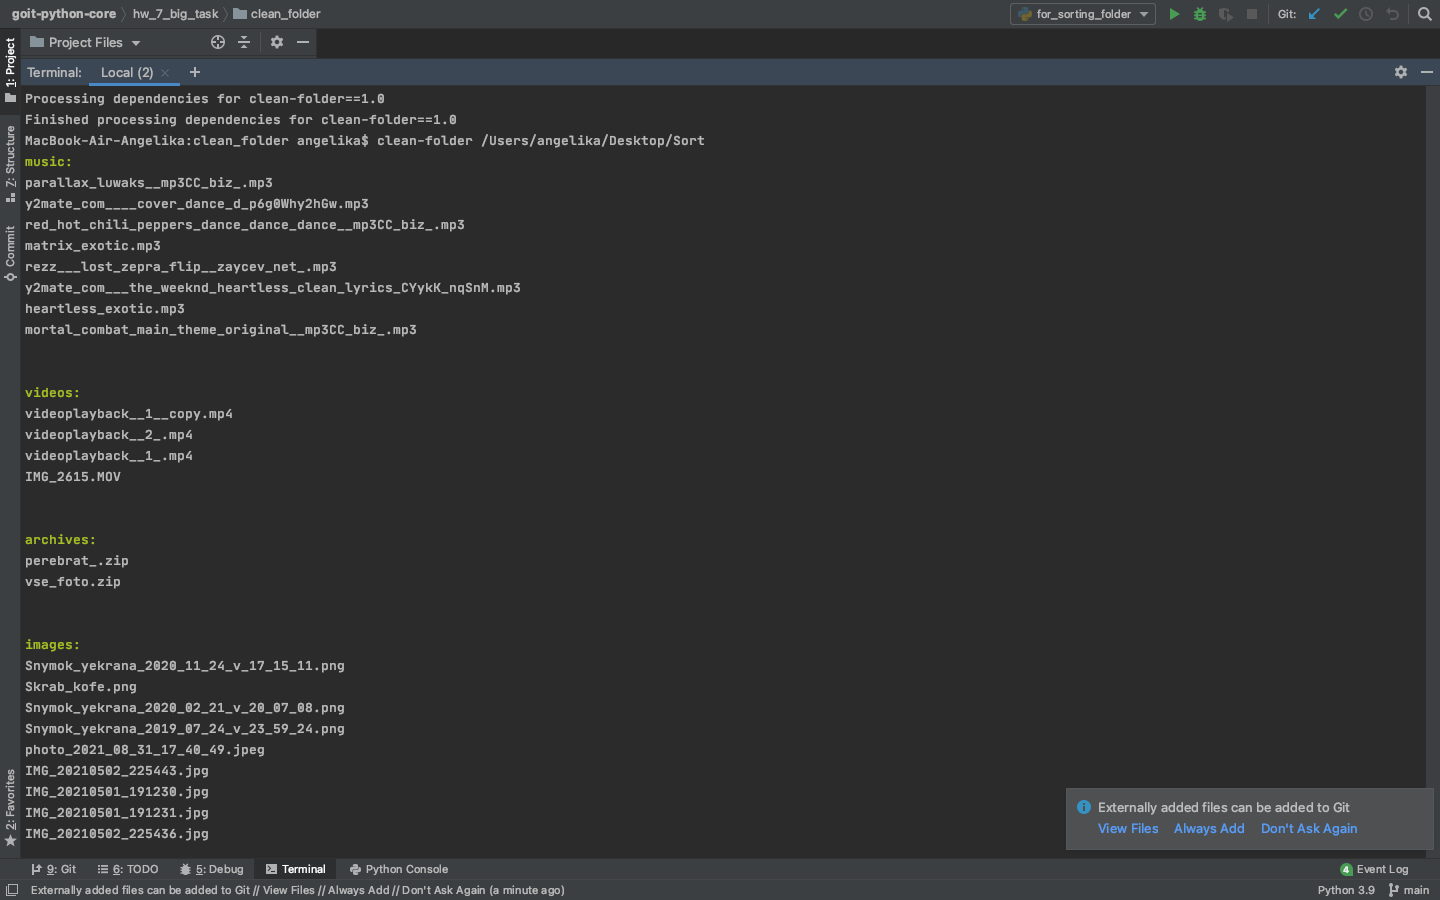 goit-python-core hw_7_big_task clean_folder
for_sorting_folder
Git:
Project Files
Terminal: Local (2) × +
1: Project
Z: Structure
Commit
2: Favorites
Processing dependencies for clean-folder==1.0
Finished processing dependencies for clean-folder==1.0
MacBook-Air-Angelika:clean_folder angelika$ clean-folder /Users/angelika/Desktop/Sort
music:
parallax_luwaks__mp3CC_biz_.mp3
y2mate_com____cover_dance_d_p6g0Why2hGw.mp3
red_hot_chili_peppers_dance_dance_dance__mp3CC_biz_.mp3
matrix_exotic.mp3
rezz___lost_zepra_flip__zaycev_net_.mp3
y2mate_com___the_weeknd_heartless_clean_lyrics_CYykK_nqSnM.mp3
heartless_exotic.mp3
mortal_combat_main_theme_original__mp3CC_biz_.mp3
videos:
videoplayback__1__copy.mp4
videoplayback__2_.mp4
videoplayback__1_.mp4
IMG_2615.MOV
archives:
perebrat_.zip
vse_foto.zip
images:
Snymok_yekrana_2020_11_24_v_17_15_11.png
Skrab_kofe.png
Snymok_yekrana_2020_02_21_v_20_07_08.png
Snymok_yekrana_2019_07_24_v_23_59_24.png
photo_2021_08_31_17_40_49.jpeg
IMG_20210502_225443.jpg
IMG_20210501_191230.jpg
IMG_20210501_191231.jpg
IMG_20210502_225436.jpg
Externally added files can be added to Git
View Files Always Add Don't Ask Again
9: Git 6: TODO 5: Debug Terminal Python Console 4 Event Log
Externally added files can be added to Git // View Files // Always Add // Don't Ask Again (a minute ago) Python 3.9 main